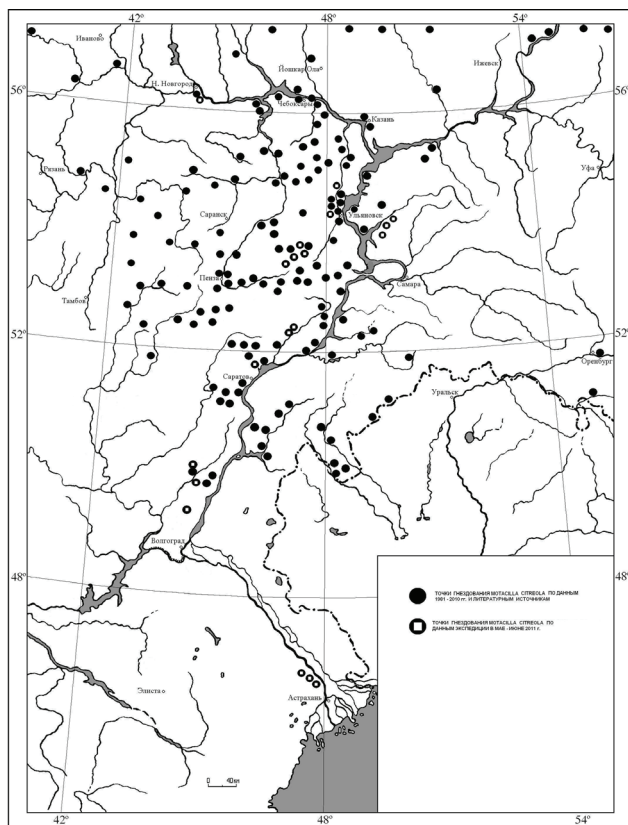 42° 48° 54°
Иваново
Йошкар Ола
Ижевск
56° 56°
Н. Новгород
Чебоксары
Казань
Рязань
Уфа
Саранск
Ульяновск
Пенза
Самара
Тамбов
52° 52°
Оренбург
Саратов
Уральск
Волгоград
48° 48°
ТОЧКИ ГНЕЗДОВАНИЯ MOTACILLA CITREOLA ПО ДАННЫМ
1961 - 2010 гг. И ЛИТЕРАТУРНЫМ ИСТОЧНИКАМ
ТОЧКИ ГНЕЗДОВАНИЯ MOTACILLA CITREOLA ПО
ДАННЫМ ЭКСПЕДИЦИИ В МАЕ - ИЮНЕ 2011 г.
Элиста
Астрахань
0 40км
42° 48° 54°